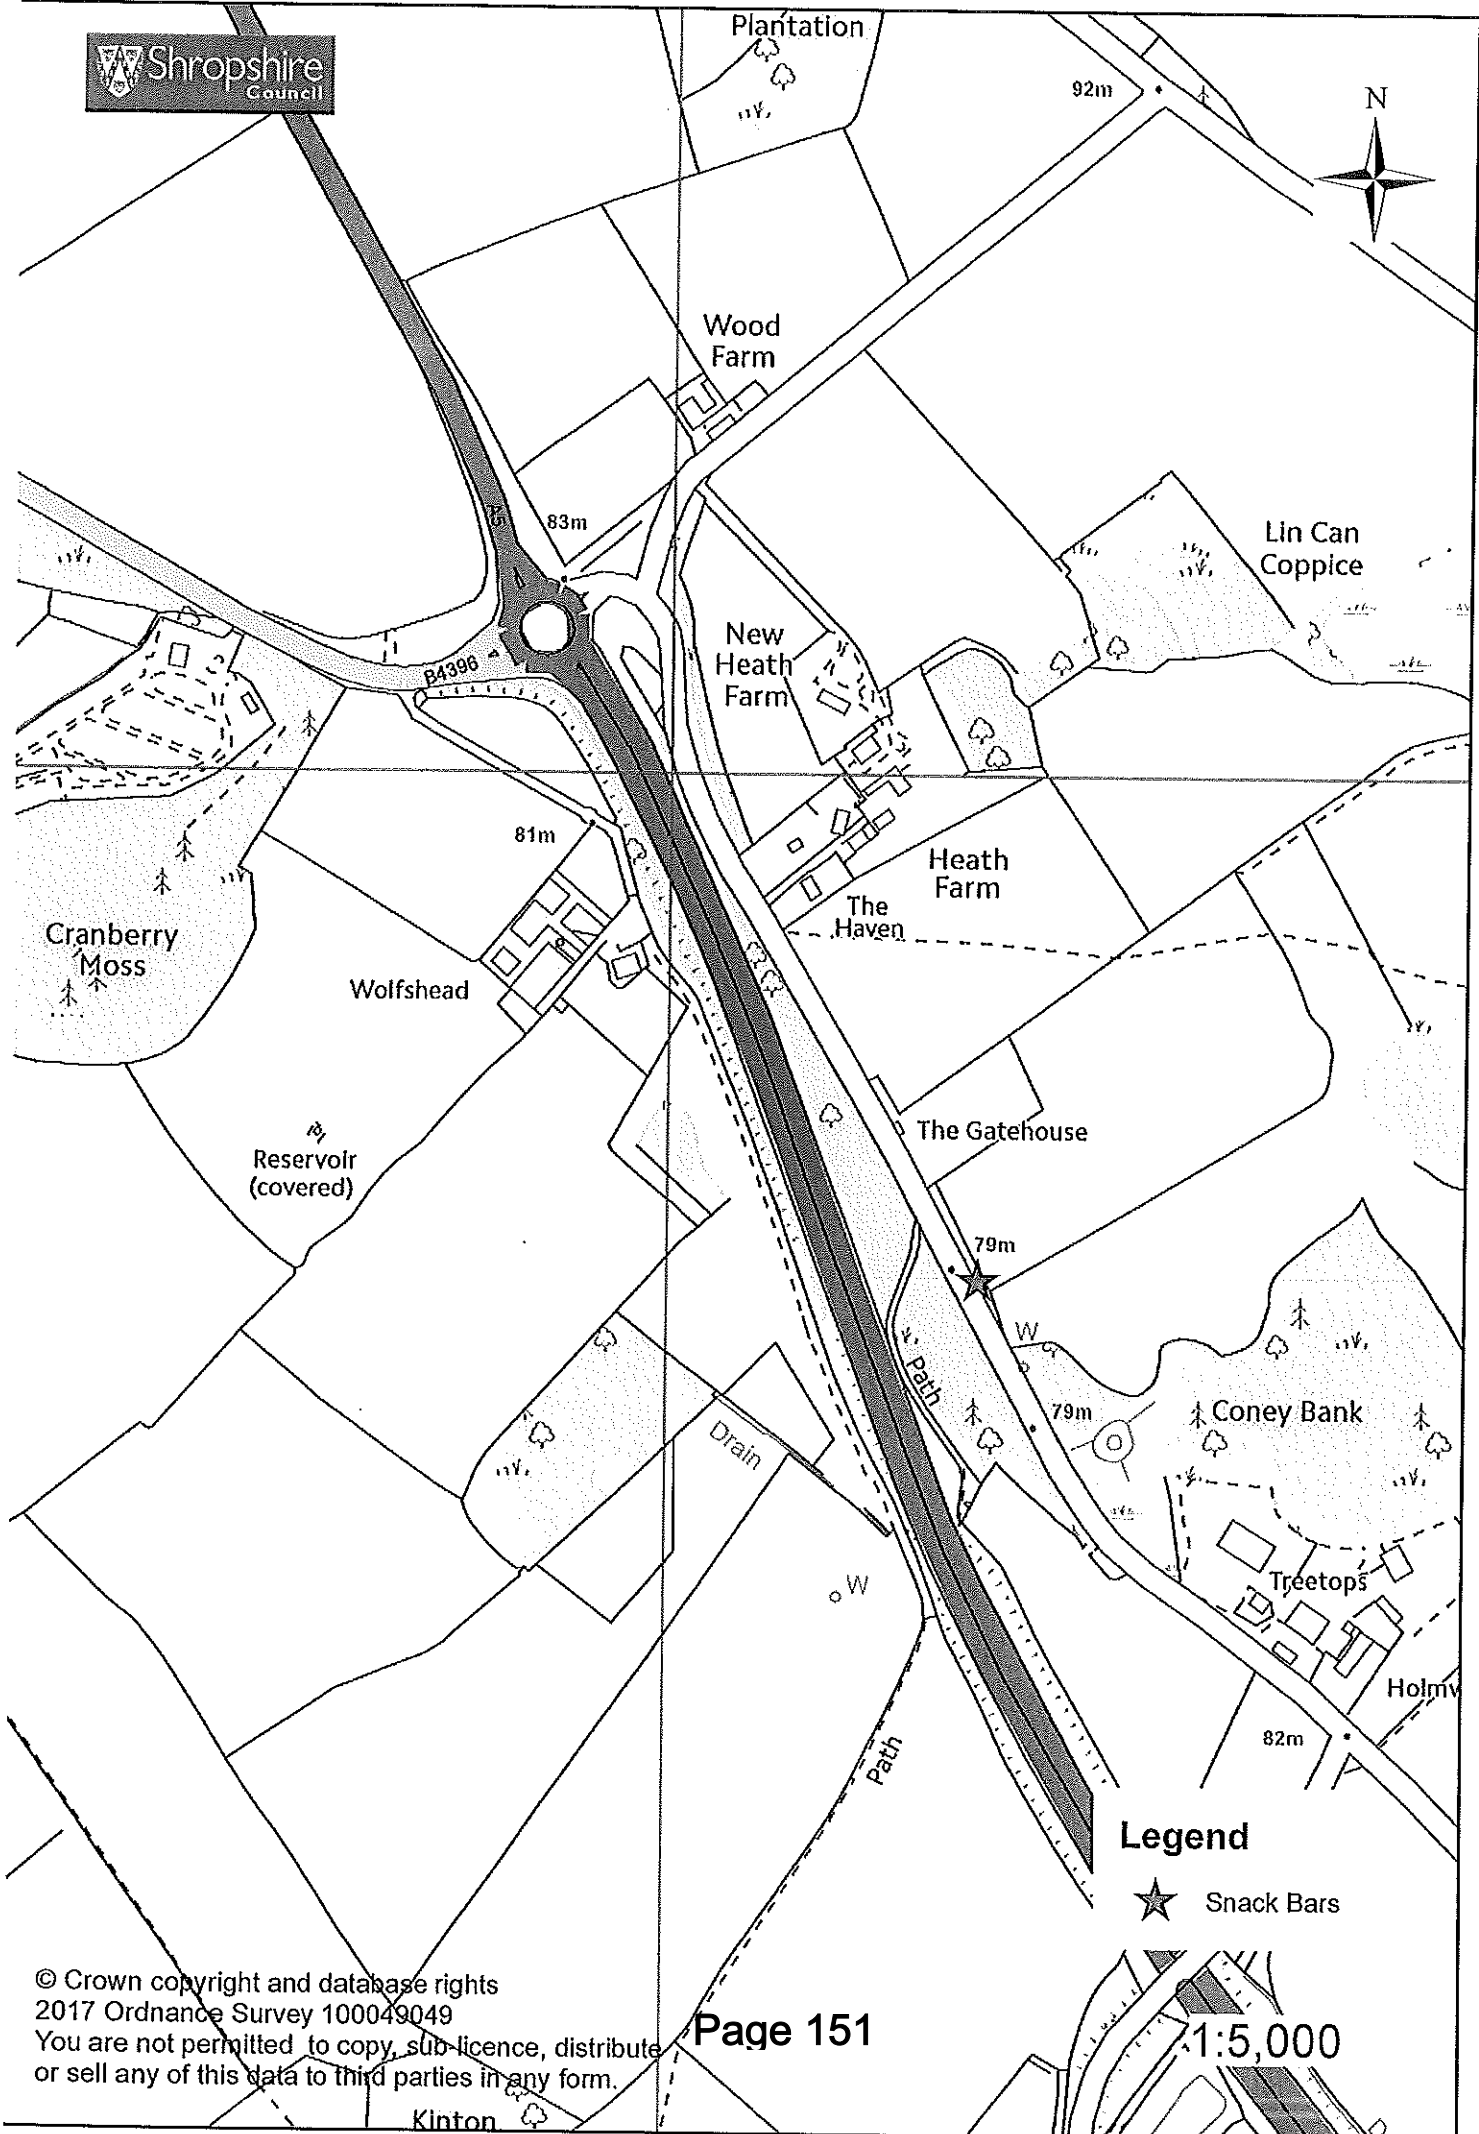 Shropshire
Council
Plantation
92m
N
Wood
Farm
A5
83m
Lin Can
Coppice
New
Heath
Farm
B4396
81m
Heath
Farm
The
Haven
Cranberry
Moss
Wolfshead
The Gatehouse
Reservoir
(covered)
79m
W
Path
79m
Coney Bank
Drain
Treetops
W
Holmv
82m
Path
Legend
Snack Bars
© Crown copyright and database rights
2017 Ordnance Survey 100049049
You are not permitted to copy, sub-licence, distribute
or sell any of this data to third parties in any form.
Page 151
1:5,000
Kinton